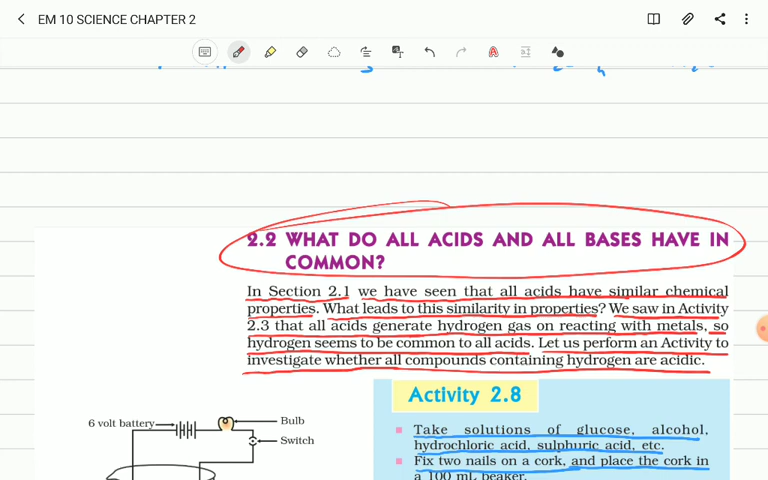 EM 10 SCIENCE CHAPTER 2
2.2 WHAT DO ALL ACIDS AND ALL BASES HAVE IN
COMMON?
In Section 2.1 we have seen that all acids have similar chemical
properties. What leads to this similarity in properties? We saw in Activity
2.3 that all acids generate hydrogen gas on reacting with metals, so
hydrogen seems to be common to all acids. Let us perform an Activity to
investigate whether all compounds containing hydrogen are acidic.
Activity 2.8
6 volt battery
Bulb
Switch
Take solutions of glucose, alcohol,
hydrochloric acid, sulphuric acid, etc.
Fix two nails on a cork, and place the cork in
a 100 mL beaker.